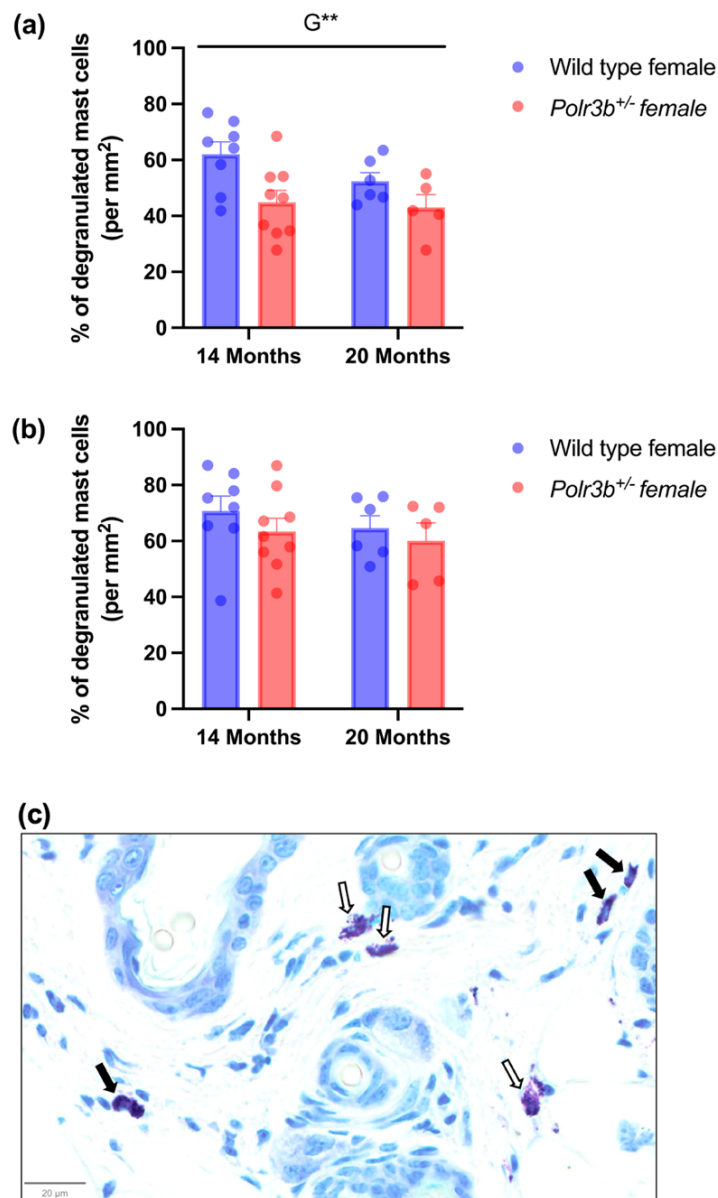 (a)
G**
100
80
60
40
20
0
% of degranulated mast cells
(per mm²)
14 Months
20 Months
Wild type female
Polr3b+/- female
(b)
100
80
60
40
20
0
% of degranulated mast cells
(per mm²)
14 Months
20 Months
Wild type female
Polr3b+/- female
(c)
20 µm